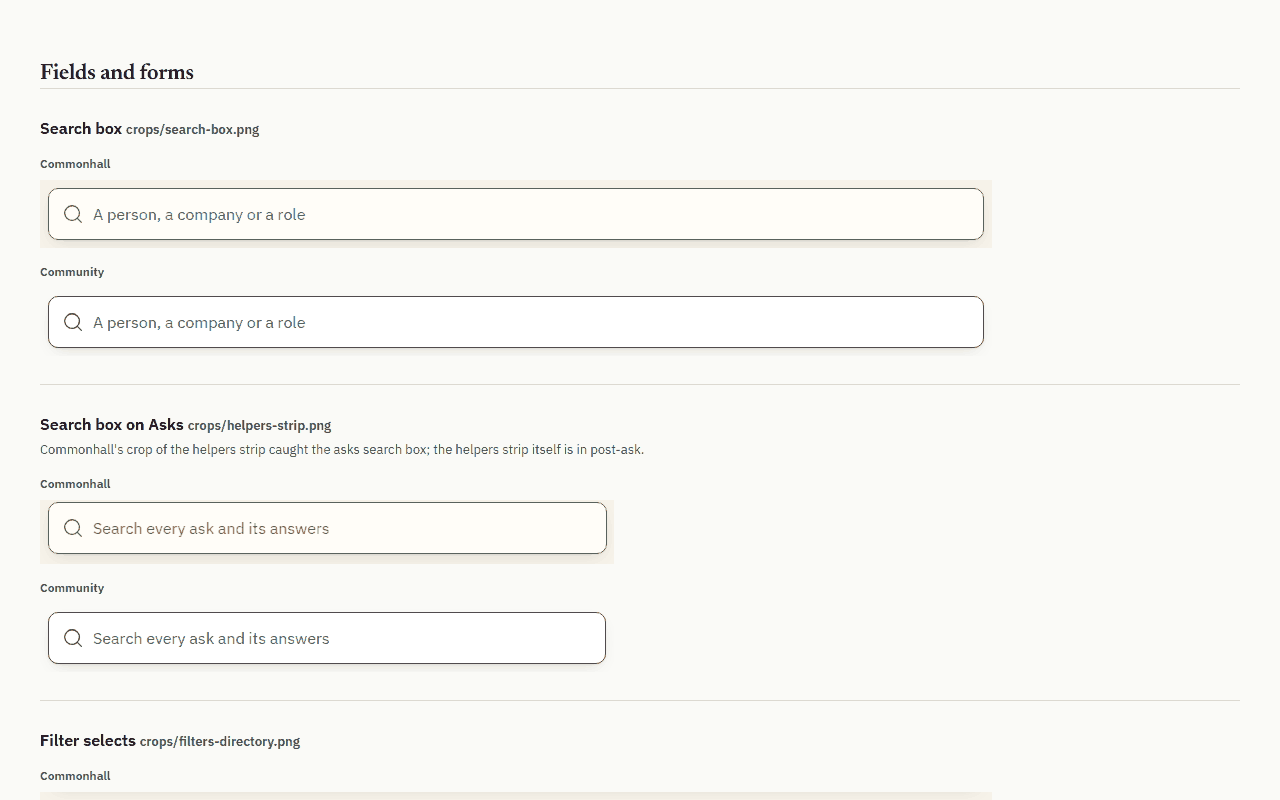 Fields and forms
Search box crops/search-box.png
Commonhall
A person, a company or a role
Community
A person, a company or a role
Search box on Asks crops/helpers-strip.png
Commonhall's crop of the helpers strip caught the asks search box; the helpers strip itself is in post-ask.
Commonhall
Search every ask and its answers
Community
Search every ask and its answers
Filter selects crops/filters-directory.png
Commonhall